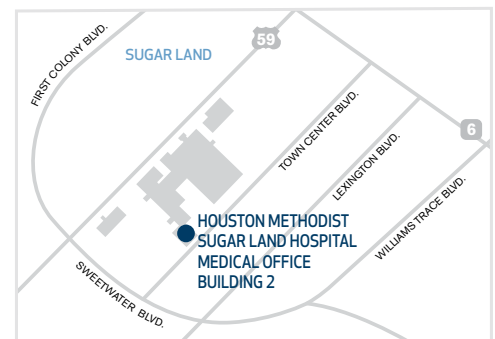 FIRST COLONY BLVD.
SUGAR LAND
59
TOWN CENTER BLVD.
LEXINGTON BLVD.
6
WILLIAMS TRACE BLVD.
HOUSTON METHODIST
SUGAR LAND HOSPITAL
MEDICAL OFFICE
BUILDING 2
SWEETWATER BLVD.